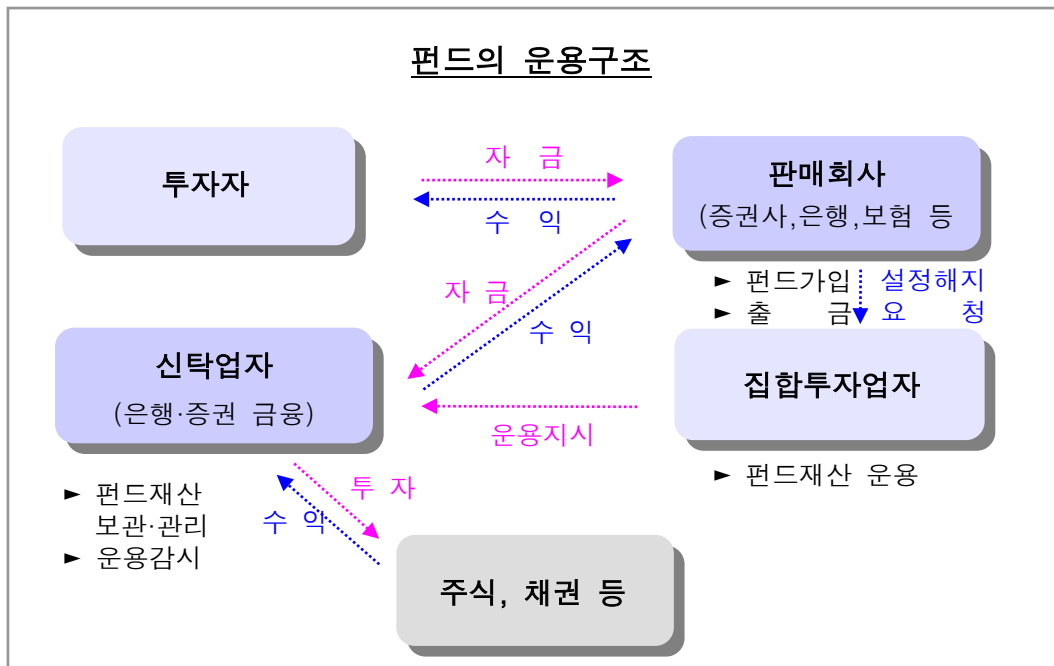 펀드의 운용구조
투자자
자 금
수 익
판매회사
(증권사,은행,보험 등
► 펀드가입
► 출 금
설정해지
요 청
자 금
수 익
신탁업자
(은행·증권 금융)
집합투자업자
운용지시
► 펀드재산 운용
► 펀드재산
보관·관리
► 운용감시
투 자
수 익
주식, 채권 등